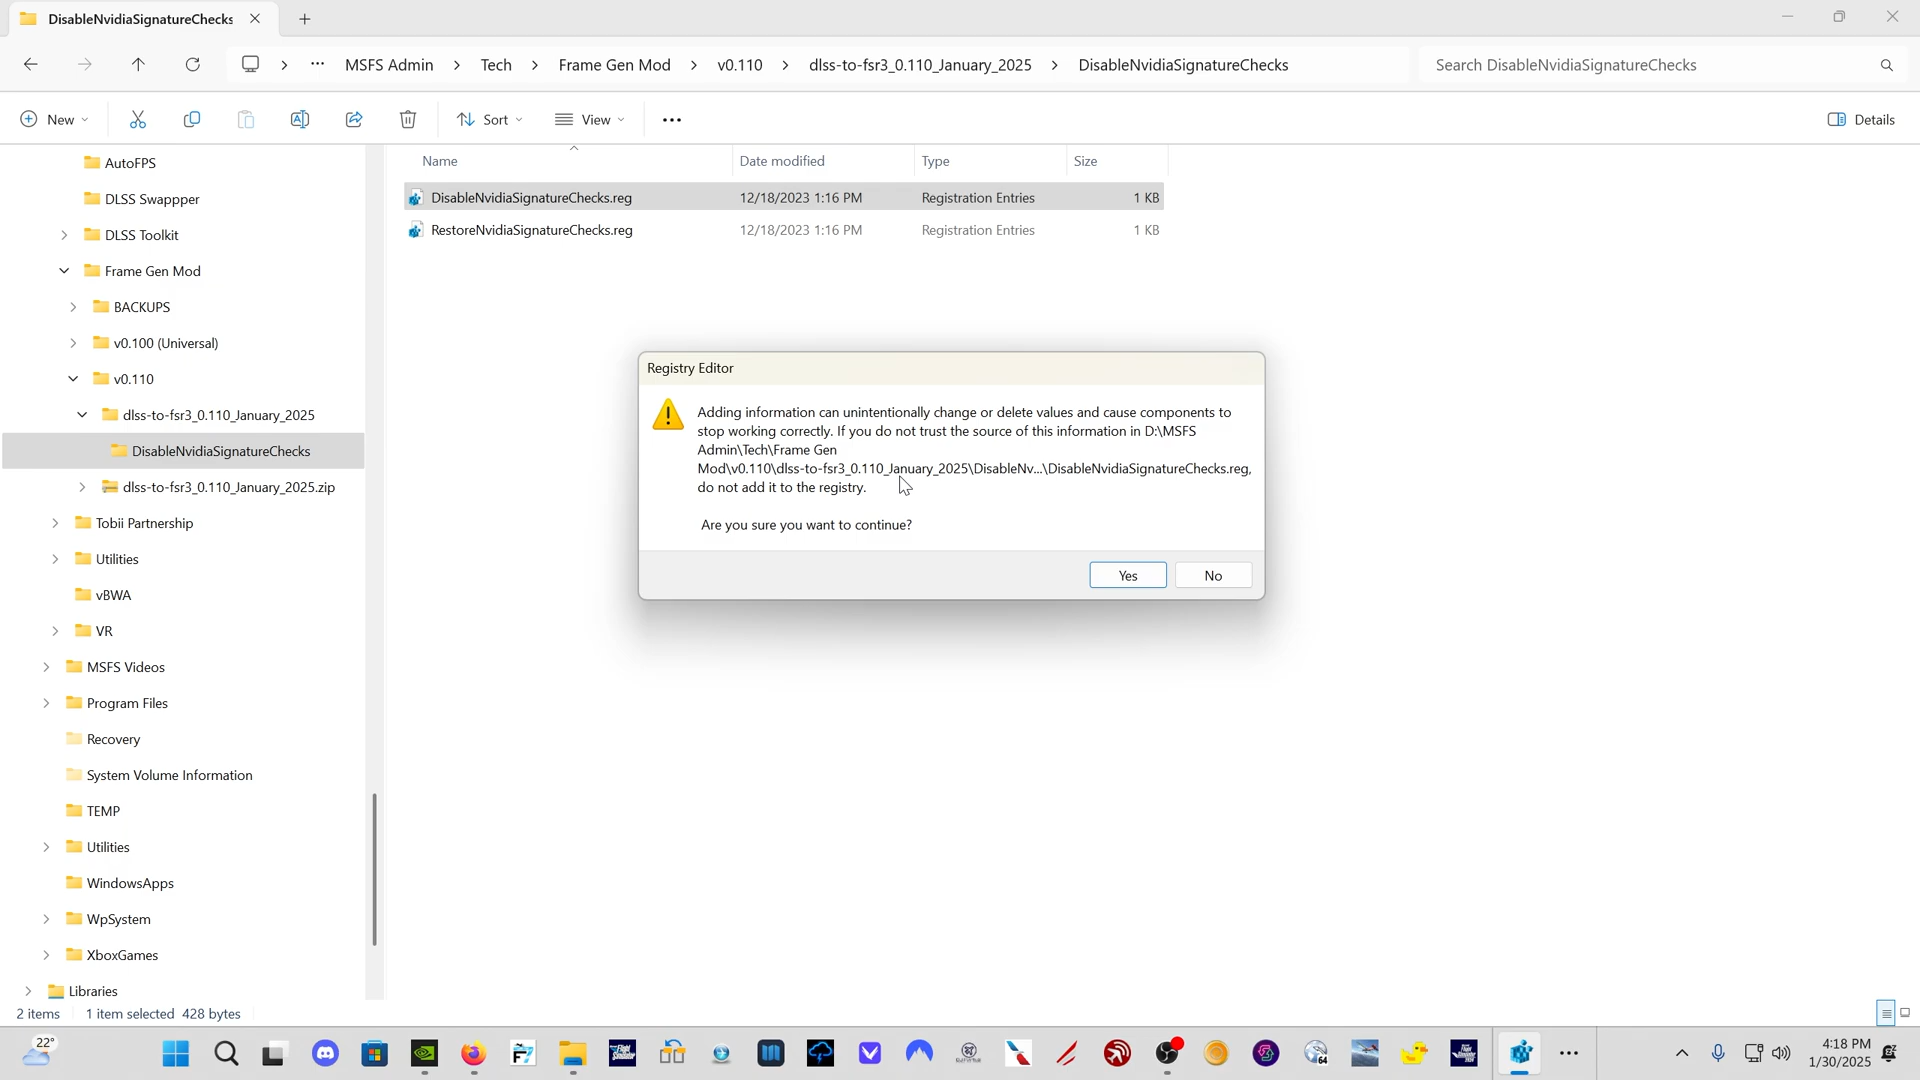 DisableNvidiaSignatureChecks
MSFS Admin
Tech
Frame Gen Mod
v0.110
dlss-to-fsr3_0.110_January_2025
DisableNvidiaSignatureChecks
Search DisableNvidiaSignatureChecks
New
Sort
View
Details
Name
Date modified
Type
Size
DisableNvidiaSignatureChecks.reg 12/18/2023 1:16 PM Registration Entries 1 KB
RestoreNvidiaSignatureChecks.reg 12/18/2023 1:16 PM Registration Entries 1 KB
AutoFPS
DLSS Swappper
DLSS Toolkit
Frame Gen Mod
BACKUPS
v0.100 (Universal)
v0.110
dlss-to-fsr3_0.110_January_2025
DisableNvidiaSignatureChecks
dlss-to-fsr3_0.110_January_2025.zip
Tobii Partnership
Utilities
vBWA
VR
MSFS Videos
Program Files
Recovery
System Volume Information
TEMP
Utilities
WindowsApps
WpSystem
XboxGames
Libraries
Registry Editor
Adding information can unintentionally change or delete values and cause components to
stop working correctly. If you do not trust the source of this information in D:\MSFS
Admin\Tech\Frame Gen
Mod\v0.110\dlss-to-fsr3_0.110_January_2025\DisableNv...\DisableNvidiaSignatureChecks.reg,
do not add it to the registry.
Are you sure you want to continue?
Yes
No
2 items
1 item selected 428 bytes
22°
4:18 PM
1/30/2025